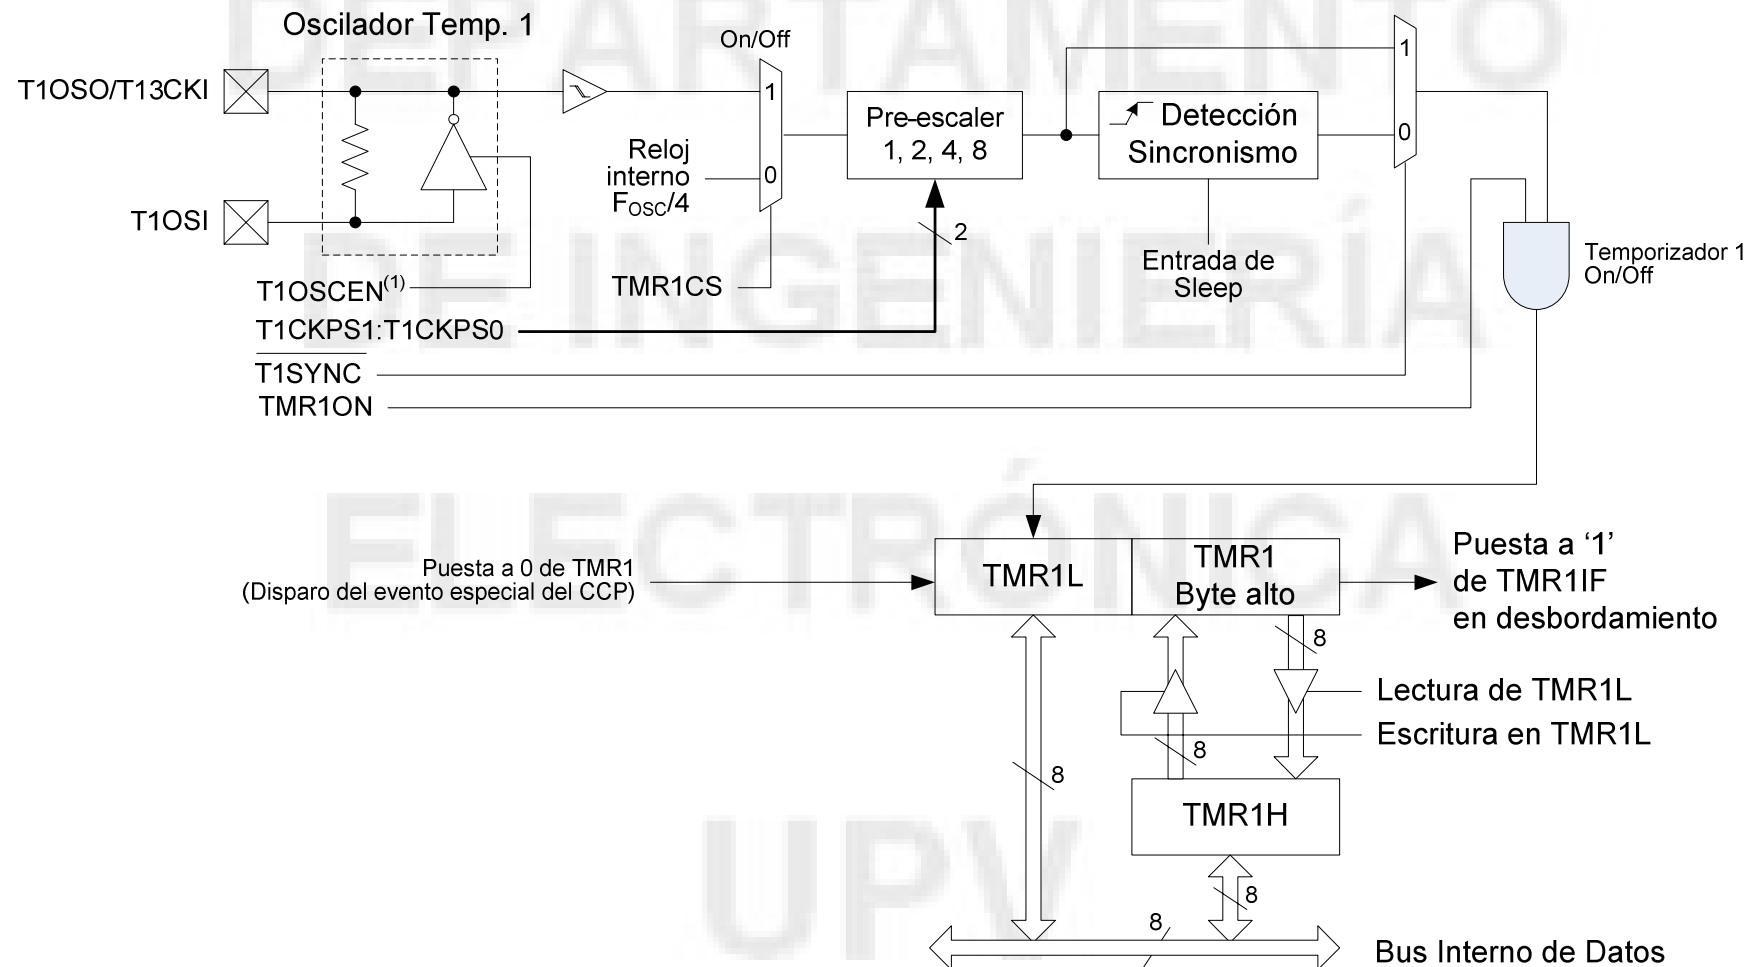 DEPARTAMENTO
DE INGENIERÍA
ELECTRÓNICA
UPV
Oscilador Temp. 1
On/Off
T1OSO/T13CKI
1
1
Pre-escaler
1, 2, 4, 8
Detección
Sincronismo
0
Reloj
interno
FOSC/4
0
T1OSI
2
Entrada de
Sleep
Temporizador 1
On/Off
T1OSCEN(1)
TMR1CS
T1CKPS1:T1CKPS0
T1SYNC
TMR1ON
Puesta a 0 de TMR1
(Disparo del evento especial del CCP)
TMR1L
TMR1
Byte alto
Puesta a ‘1’
de TMR1IF
en desbordamiento
8
Lectura de TMR1L
Escritura en TMR1L
8
8
TMR1H
8
8
Bus Interno de Datos